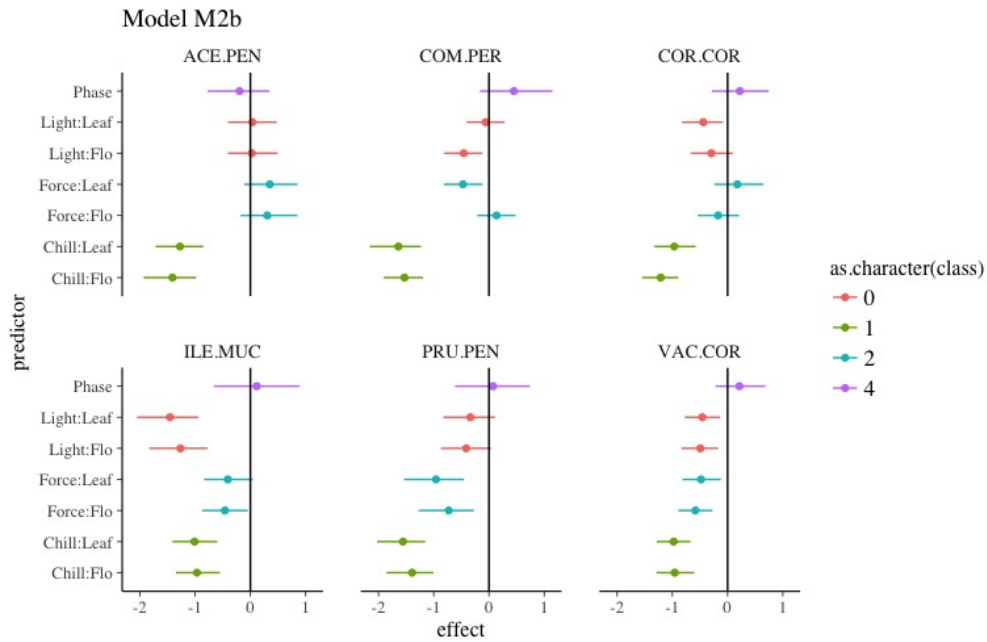 Model M2b
ACE.PEN
COM.PER
COR.COR
Phase
Light:Leaf
Light:Flo
Force:Leaf
Force:Flo
Chill:Leaf
Chill:Flo
predictor
ILE.MUC
PRU.PEN
VAC.COR
Phase
Light:Leaf
Light:Flo
Force:Leaf
Force:Flo
Chill:Leaf
Chill:Flo
-2 -1 0 1 -2 -1 0 1 -2 -1 0 1
effect
as.character(class)
0
1
2
4